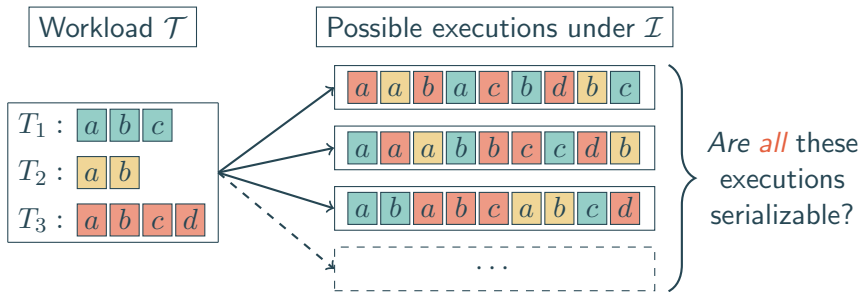 Workload 𝒯
Possible executions under ℐ
T₁ : a b c
T₂ : a b
T₃ : a b c d
a a b a c b d b c
a a a b b c c d b
a b a b c a b c d
...
Are all these
executions
serializable?